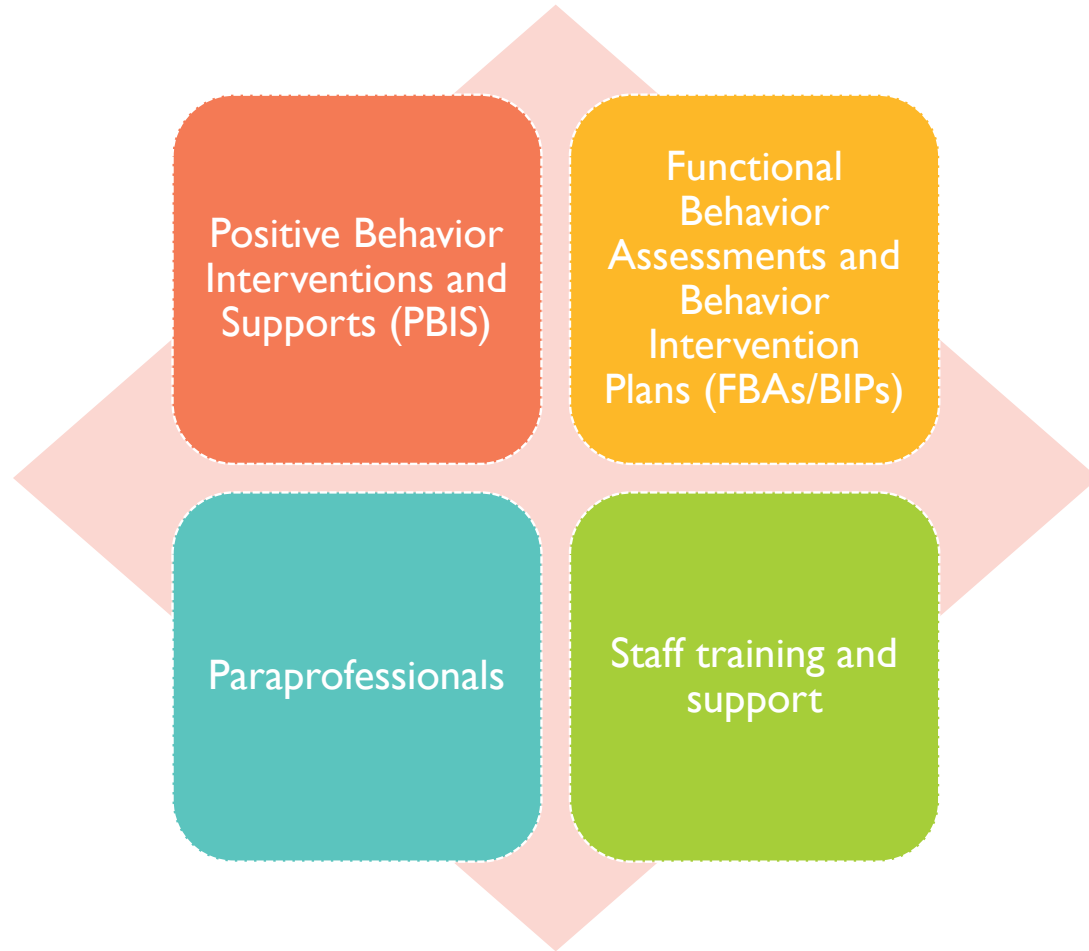 Positive Behavior
Interventions and
Supports (PBIS)
Functional
Behavior
Assessments and
Behavior
Intervention
Plans (FBAs/BIPs)
Paraprofessionals
Staff training and
support